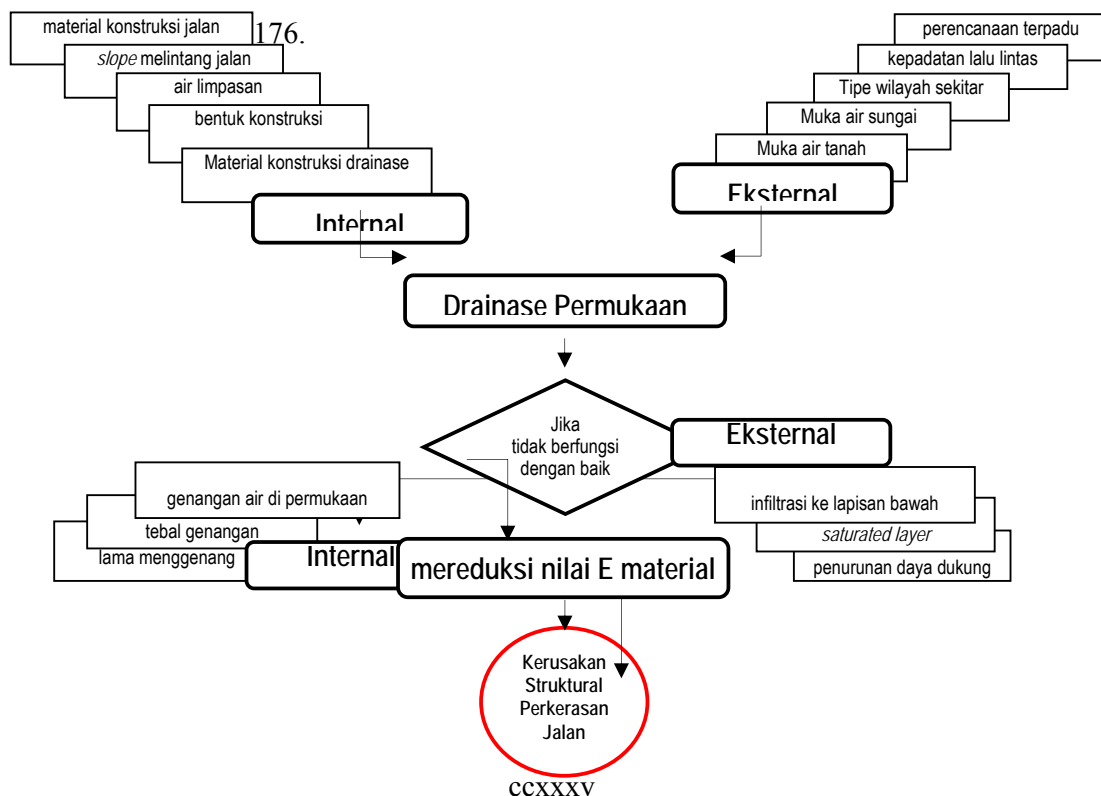 material konstruksi jalan
176.
slope melintang jalan
air limpasan
bentuk konstruksi
Material konstruksi drainase
Internal
perencanaan terpadu
kepadatan lalu lintas
Tipe wilayah sekitar
Muka air sungai
Muka air tanah
Eksternal
Drainase Permukaan
Jika
tidak berfungsi
dengan baik
Eksternal
genangan air di permukaan
tebal genangan
lama menggenang
Internal
infiltrasi ke lapisan bawah
saturated layer
penurunan daya dukung
mereduksi nilai E material
Kerusakan
Struktural
Perkerasan
Jalan
ccxxxv